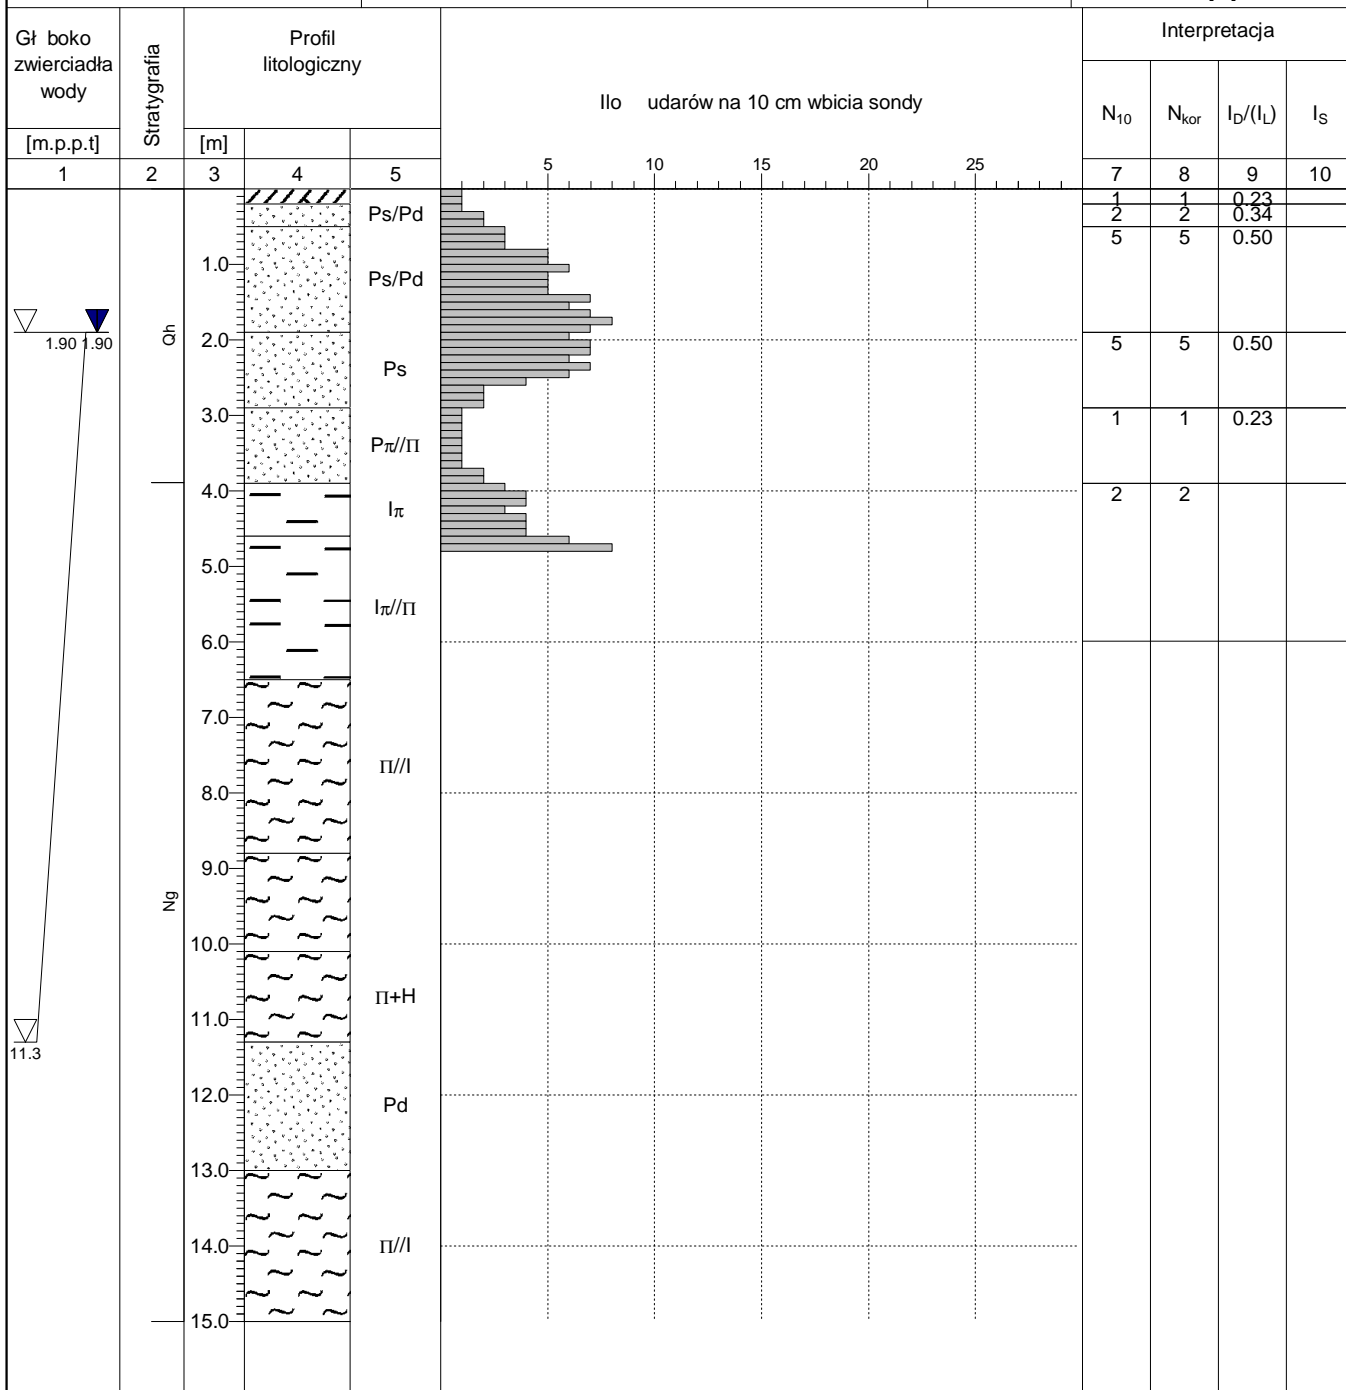 Gł boko
zwierciadła
wody
[m.p.p.t]
Stratygrafia
Profil
litologiczny
[m]
Ilo udarów na 10 cm wbicia sondy
Interpretacja
N10 Nkor ID/(IL) IS
5 10 15 20 25
1 2 3 4 5 7 8 9 10
1 1 0.23
Ps/Pd 2 2 0.34
5 5 0.50
1.0
Ps/Pd
1.90 1.90
Qh
2.0
5 5 0.50
Ps
3.0
1 1 0.23
Pπ//Π
4.0
2 2
Iπ
5.0
Iπ//Π
6.0
7.0
Π//I
8.0
9.0
Ng
10.0
Π+H
11.0
11.3
12.0
Pd
13.0
14.0
Π//I
15.0